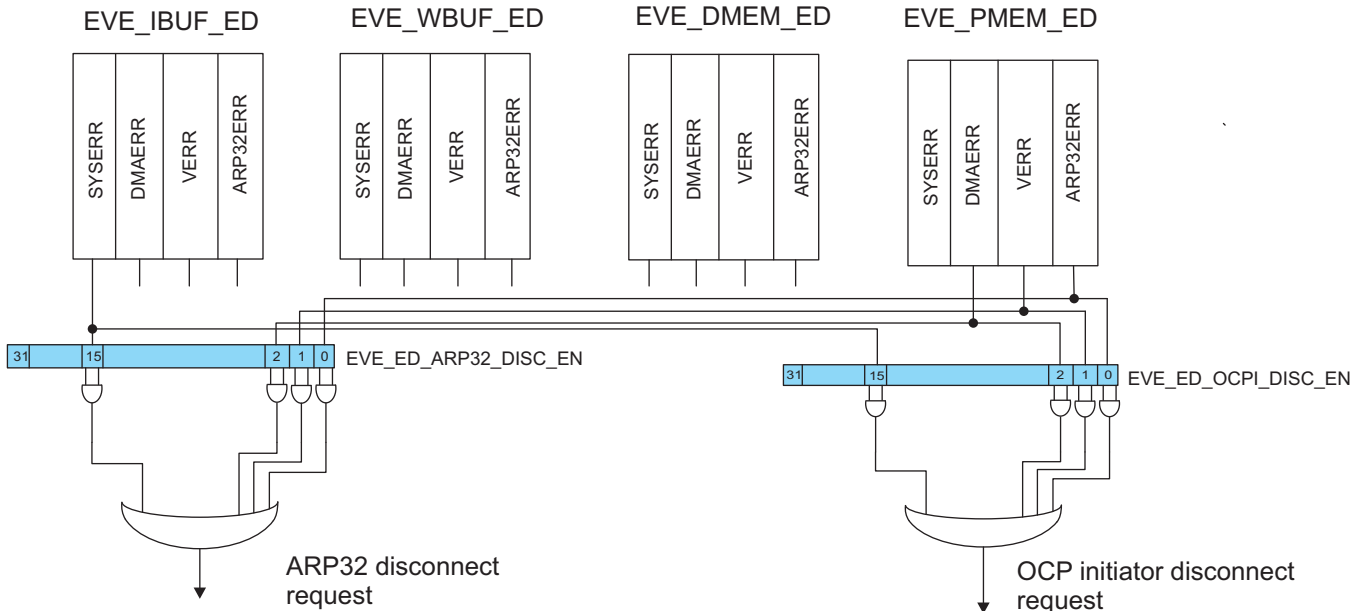 EVE_IBUF_ED
EVE_WBUF_ED
EVE_DMEM_ED
EVE_PMEM_ED
SYSERR
DMAERR
VERR
ARP32ERR
SYSERR
DMAERR
VERR
ARP32ERR
SYSERR
DMAERR
VERR
ARP32ERR
SYSERR
DMAERR
VERR
ARP32ERR
31 15 2 1 0
EVE_ED_ARP32_DISC_EN
31 15 2 1 0
EVE_ED_OCPI_DISC_EN
ARP32 disconnect
request
OCP initiator disconnect
request